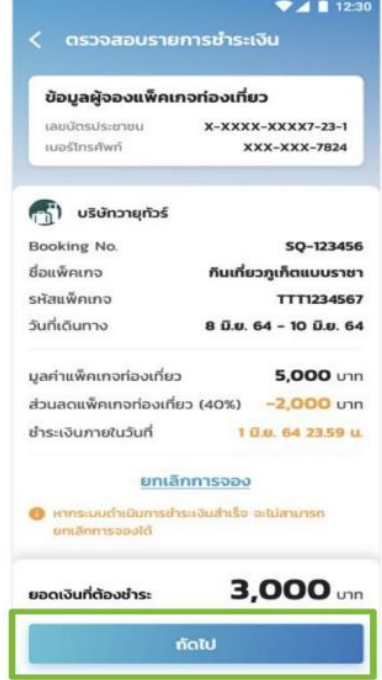 12:30
ตรวจสอบรายการชำระเงิน
ข้อมูลผู้จองแพ็คเกจท่องเที่ยว
เลขบัตรประชาชน X-XXXX-XXXX7-23-1
เบอร์โทรศัพท์ XXX-XXX-7824
บริษัทวายุทัวร์
Booking No. SQ-123456
ชื่อแพ็คเกจ กินเที่ยวภูเก็ตแบบราชา
รหัสแพ็คเกจ TTT1234567
วันที่เดินทาง 8 มิ.ย. 64 - 10 มิ.ย. 64
มูลค่าแพ็คเกจท่องเที่ยว 5,000 บาท
ส่วนลดแพ็คเกจท่องเที่ยว (40%) -2,000 บาท
ชำระเงินภายในวันที่ 1 มิ.ย. 64 23.59 น.
ยกเลิกการจอง
หากระบบดำเนินการชำระเงินสำเร็จ จะไม่สามารถ
ยกเลิกการจองได้
ยอดเงินที่ต้องชำระ 3,000 บาท
ถัดไป